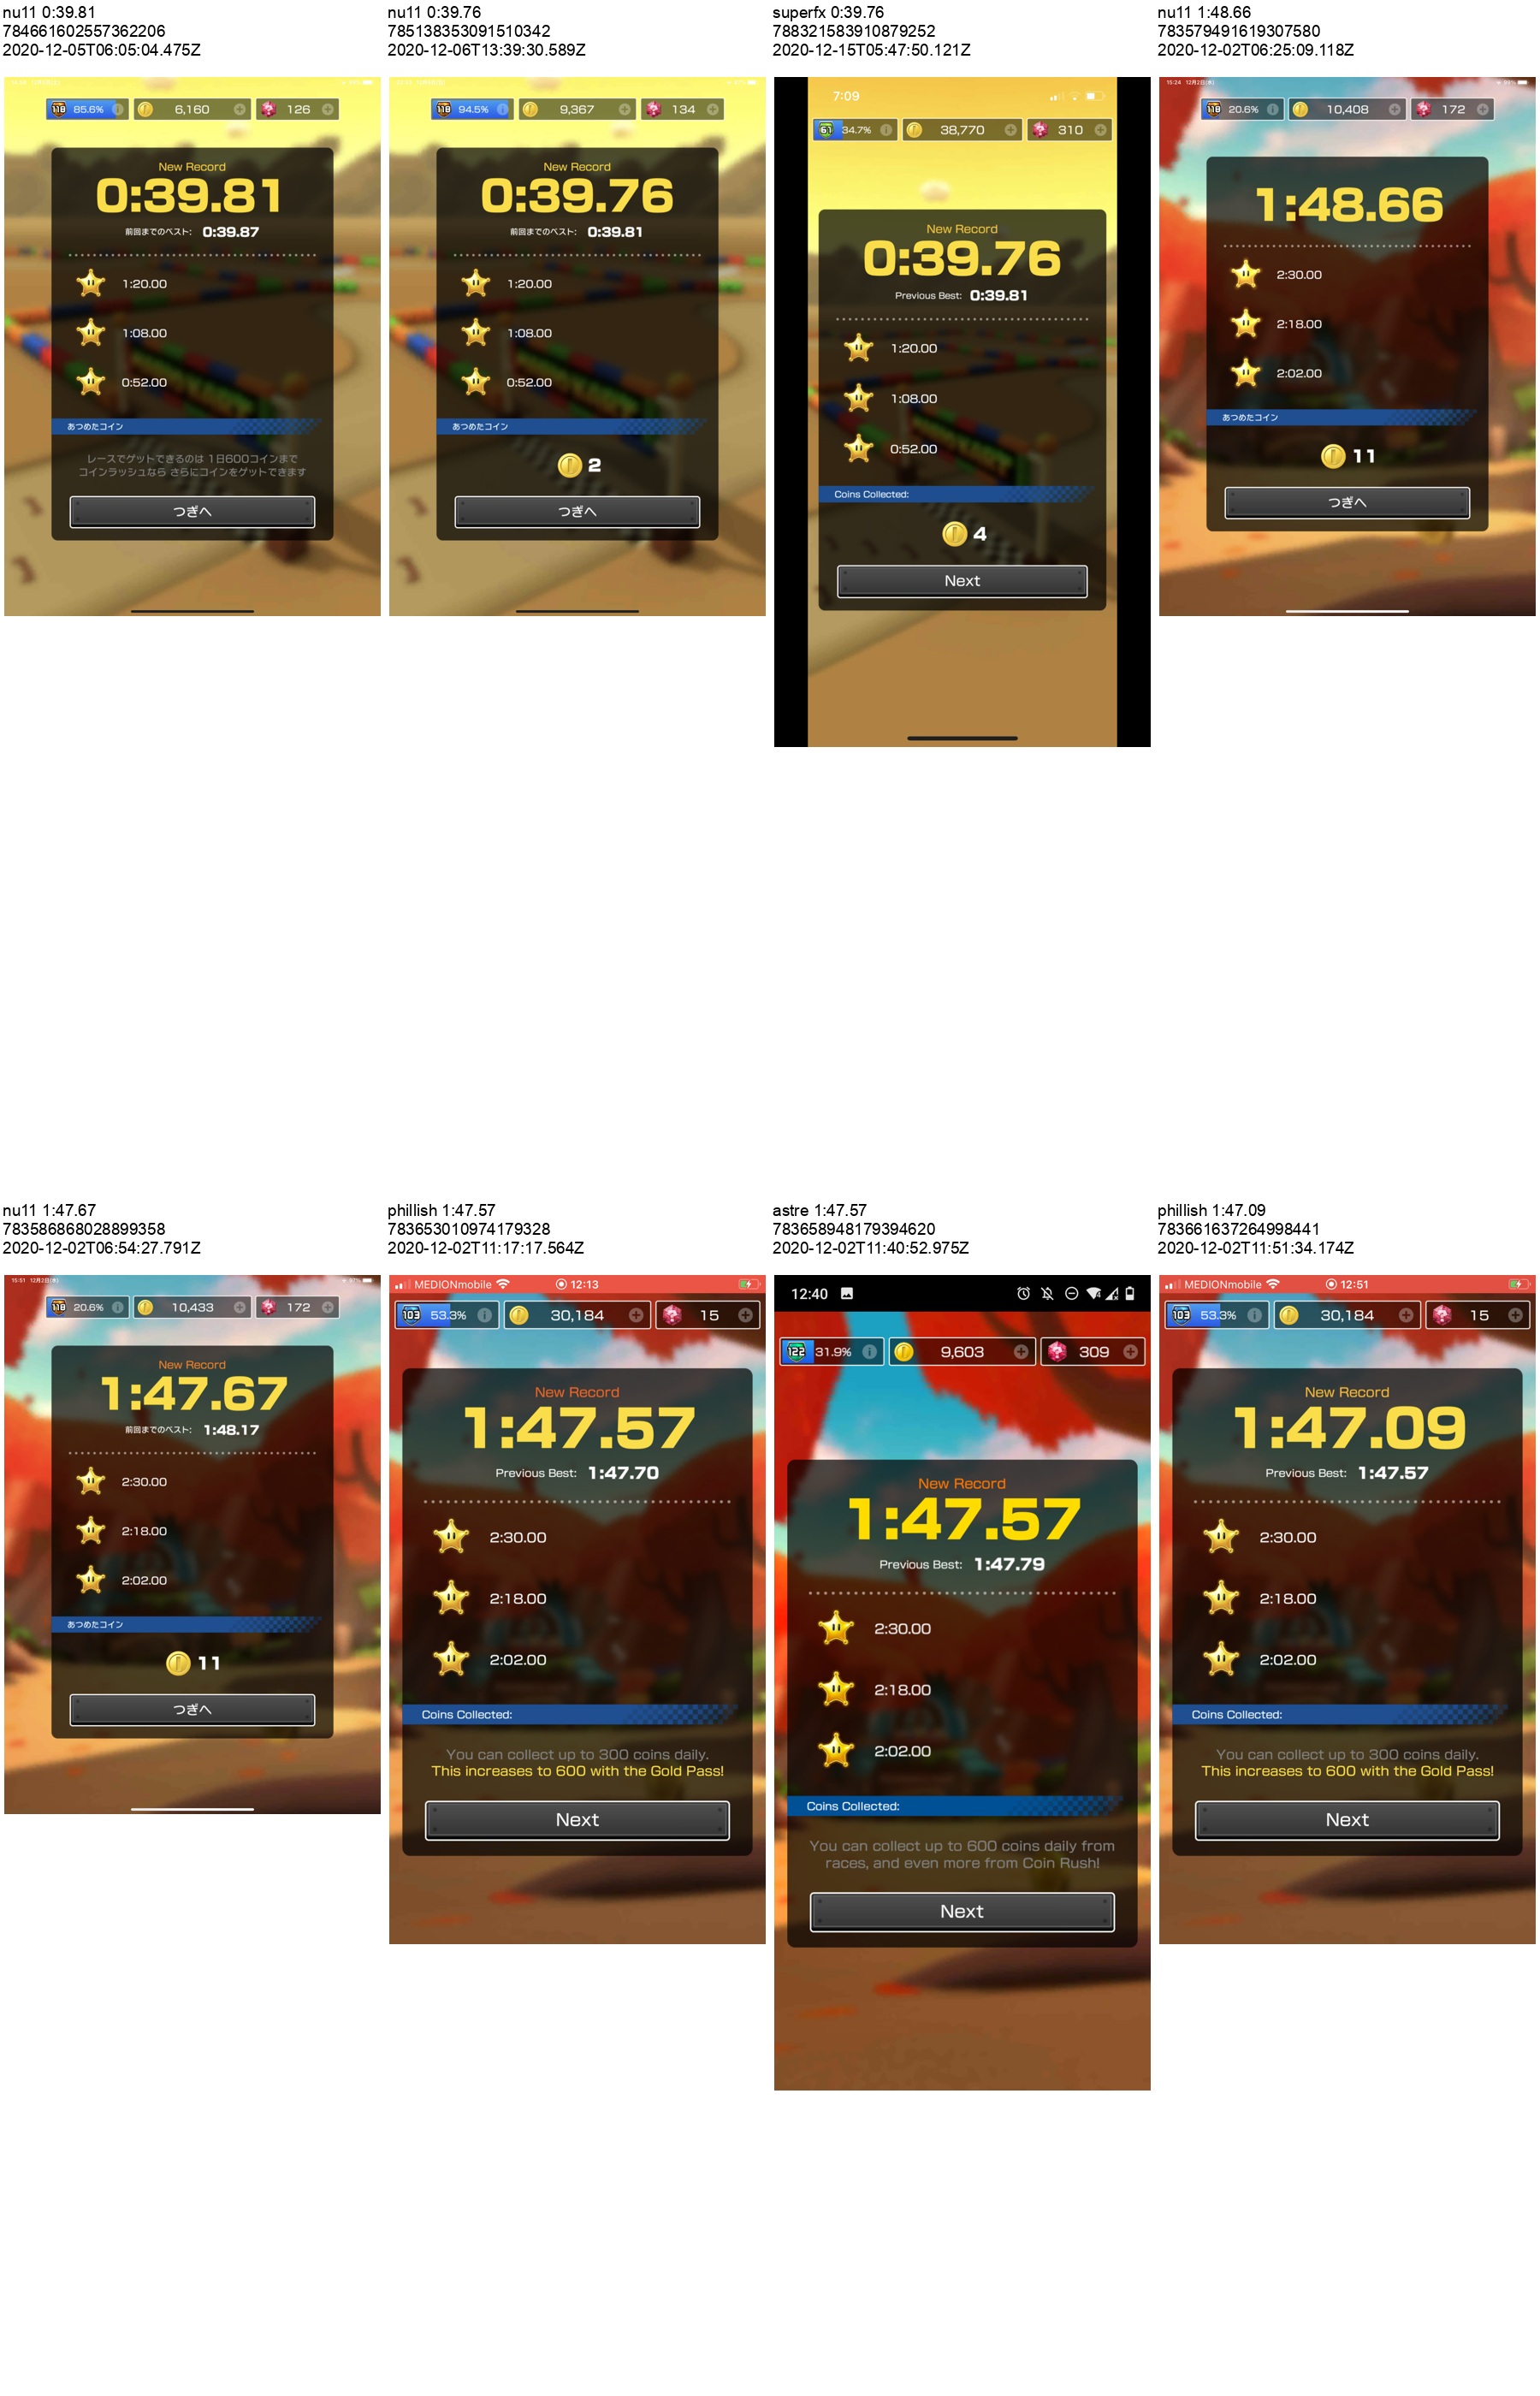 nu11 0:39.81
784661602557362206
2020-12-05T06:05:04.475Z
118 85.6% 6,160 126
New Record
0:39.81
前回までのベスト: 0:39.87
1:20.00
1:08.00
0:52.00
あつめたコイン
レースでゲットできるのは 1日600コインまで
コインラッシュなら さらにコインをゲットできます
つぎへ
nu11 0:39.76
785138353091510342
2020-12-06T13:39:30.589Z
118 94.5% 9,367 134
New Record
0:39.76
前回までのベスト: 0:39.81
1:20.00
1:08.00
0:52.00
あつめたコイン
2
つぎへ
superfx 0:39.76
788321583910879252
2020-12-15T05:47:50.121Z
7:09
61 34.7% 38,770 310
New Record
0:39.76
Previous Best: 0:39.81
1:20.00
1:08.00
0:52.00
Coins Collected:
4
Next
nu11 1:48.66
783579491619307580
2020-12-02T06:25:09.118Z
15:24 12月2日(水)
118 20.6% 10,408 172
1:48.66
2:30.00
2:18.00
2:02.00
あつめたコイン
11
つぎへ
nu11 1:47.67
783586868028899358
2020-12-02T06:54:27.791Z
15:51 12月2日(水) 97%
118 20.6% 10,433 172
New Record
1:47.67
前回までのベスト: 1:48.17
2:30.00
2:18.00
2:02.00
あつめたコイン
11
つぎへ
phillish 1:47.57
783653010974179328
2020-12-02T11:17:17.564Z
MEDIONmobile 12:13
103 53.3% 30,184 15
New Record
1:47.57
Previous Best: 1:47.70
2:30.00
2:18.00
2:02.00
Coins Collected:
You can collect up to 300 coins daily.
This increases to 600 with the Gold Pass!
Next
astre 1:47.57
783658948179394620
2020-12-02T11:40:52.975Z
12:40
122 31.9% 9,603 309
New Record
1:47.57
Previous Best: 1:47.79
2:30.00
2:18.00
2:02.00
Coins Collected:
You can collect up to 600 coins daily from
races, and even more from Coin Rush!
Next
phillish 1:47.09
783661637264998441
2020-12-02T11:51:34.174Z
MEDIONmobile 12:51
103 53.3% 30,184 15
New Record
1:47.09
Previous Best: 1:47.57
2:30.00
2:18.00
2:02.00
Coins Collected:
You can collect up to 300 coins daily.
This increases to 600 with the Gold Pass!
Next